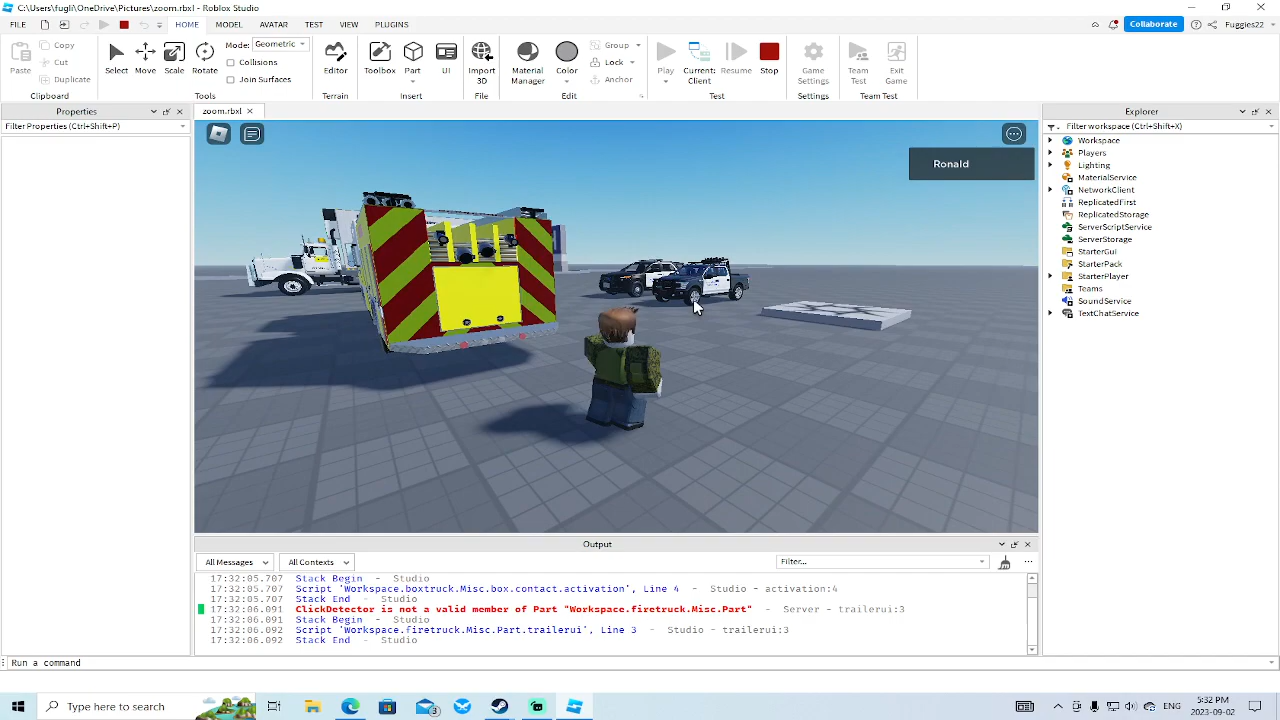 C:\Users\fugli\OneDrive\Pictures\zoom.rbxl - Roblox Studio
FILE HOME MODEL AVATAR TEST VIEW PLUGINS Collaborate Fuggles22
Paste Copy Cut Duplicate Clipboard
Select Move Scale Rotate Mode: Geometric Collisions Join Surfaces Tools
Editor Terrain
Toolbox Part UI Insert
Import 3D File
Material Manager Color Group Lock Anchor Edit
Play Current: Client Resume Stop Test
Game Settings Settings
Team Test Exit Game Team Test
Properties
Filter Properties (Ctrl+Shift+P)
zoom.rbxl
Ronald
Explorer
Filter workspace (Ctrl+Shift+X)
Workspace
Players
Lighting
MaterialService
NetworkClient
ReplicatedFirst
ReplicatedStorage
ServerScriptService
ServerStorage
StarterGui
StarterPack
StarterPlayer
Teams
SoundService
TextChatService
Output
All Messages All Contexts Filter...
17:32:05.707 Stack Begin - Studio
17:32:05.707 Script 'Workspace.boxtruck.Misc.box.contact.activation', Line 4 - Studio - activation:4
17:32:05.707 Stack End - Studio
17:32:06.091 ClickDetector is not a valid member of Part "Workspace.firetruck.Misc.Part" - Server - trailerui:3
17:32:06.091 Stack Begin - Studio
17:32:06.092 Script 'Workspace.firetruck.Misc.Part.trailerui', Line 3 - Studio - trailerui:3
17:32:06.092 Stack End - Studio
Run a command
Type here to search
3
ENG
5:32 PM
2023-09-02